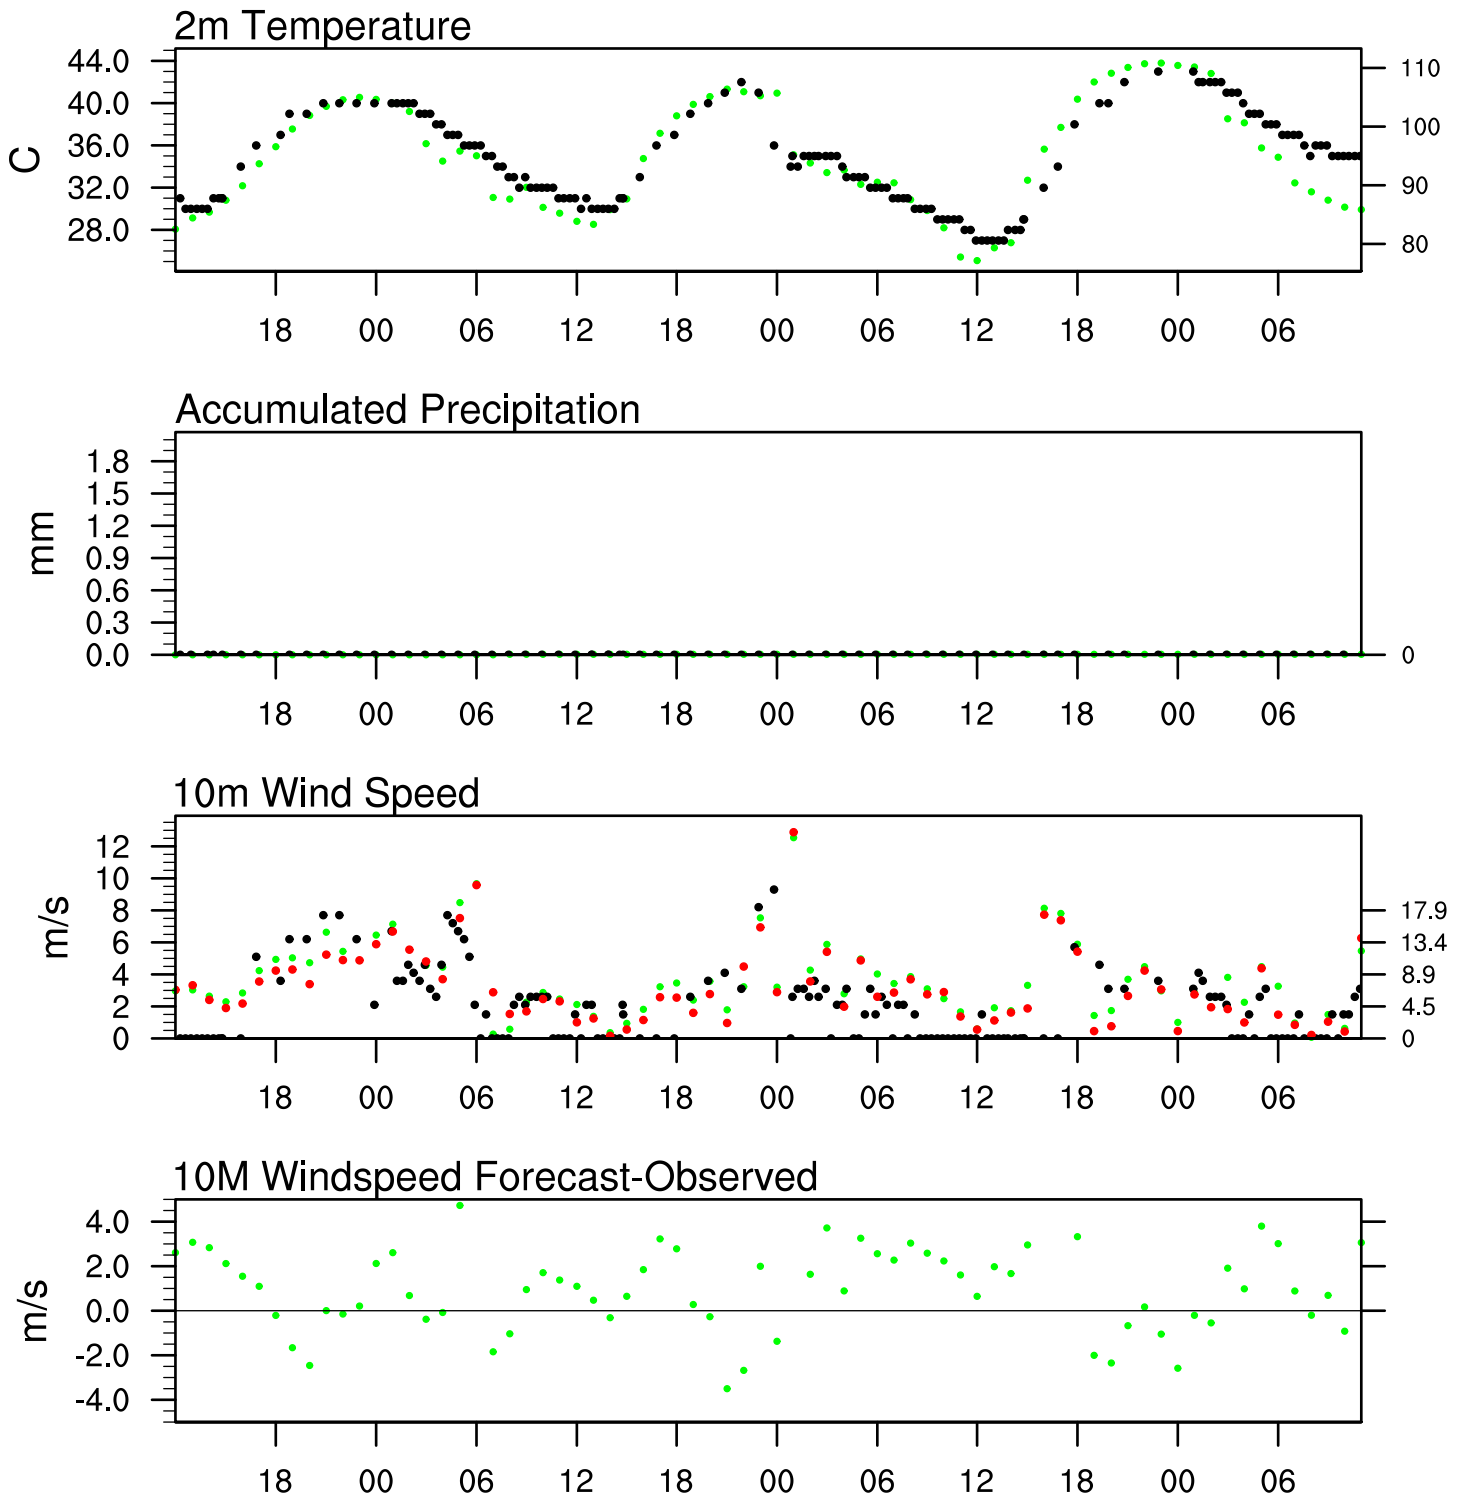 2m Temperature
44.0
40.0
36.0
32.0
28.0
C
110
100
90
80
18 00 06 12 18 00 06 12 18 00 06
Accumulated Precipitation
1.8
1.5
1.2
0.9
0.6
0.3
0.0
mm
0
18 00 06 12 18 00 06 12 18 00 06
10m Wind Speed
12
10
8
6
4
2
0
m/s
17.9
13.4
8.9
4.5
0
18 00 06 12 18 00 06 12 18 00 06
10M Windspeed Forecast-Observed
4.0
2.0
0.0
-2.0
-4.0
m/s
18 00 06 12 18 00 06 12 18 00 06